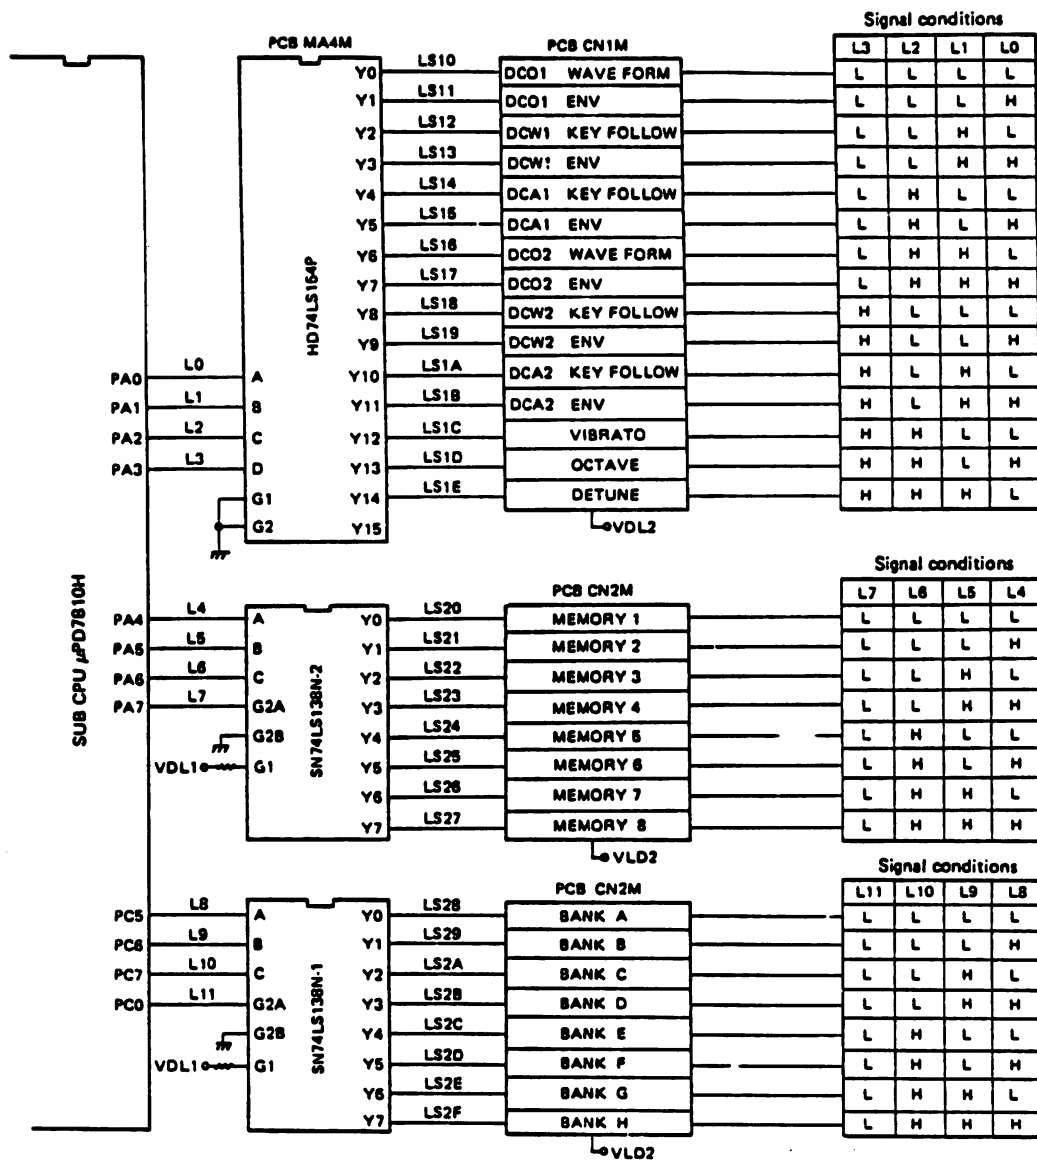 Signal conditions
PCB MA4M
PCB CN1M
L3 L2 L1 L0
Y0 LS10 DCO1 WAVE FORM L L L L
Y1 LS11 DCO1 ENV L L L H
Y2 LS12 DCW1 KEY FOLLOW L L H L
Y3 LS13 DCW1 ENV L L H H
Y4 LS14 DCA1 KEY FOLLOW L H L L
Y5 LS15 DCA1 ENV L H L H
Y6 LS16 DCO2 WAVE FORM L H H L
Y7 LS17 DCO2 ENV L H H H
Y8 LS18 DCW2 KEY FOLLOW H L L L
Y9 LS19 DCW2 ENV H L L H
PA0 L0 A Y10 LS1A DCA2 KEY FOLLOW H L H L
PA1 L1 B Y11 LS1B DCA2 ENV H L H H
PA2 L2 C Y12 LS1C VIBRATO H H L L
PA3 L3 D Y13 LS1D OCTAVE H H L H
G1 Y14 LS1E DETUNE H H H L
G2 Y15
VDL2
HD74LS154P
SUB CPU μPD7810H
Signal conditions
PCB CN2M
L7 L6 L5 L4
PA4 L4 A Y0 LS20 MEMORY 1 L L L L
PA5 L5 B Y1 LS21 MEMORY 2 L L L H
PA6 L6 C Y2 LS22 MEMORY 3 L L H L
PA7 L7 G2A Y3 LS23 MEMORY 4 L L H H
G2B Y4 LS24 MEMORY 5 L H L L
VDL1 G1 Y5 LS25 MEMORY 6 L H L H
Y6 LS26 MEMORY 7 L H H L
Y7 LS27 MEMORY 8 L H H H
VLD2
SN74LS138N-2
Signal conditions
PCB CN2M
L11 L10 L9 L8
PC5 L8 A Y0 LS28 BANK A L L L L
PC6 L9 B Y1 LS29 BANK B L L L H
PC7 L10 C Y2 LS2A BANK C L L H L
PC0 L11 G2A Y3 LS2B BANK D L L H H
G2B Y4 LS2C BANK E L H L L
VDL1 G1 Y5 LS2D BANK F L H L H
Y6 LS2E BANK G L H H L
Y7 LS2F BANK H L H H H
VLD2
SN74LS138N-1